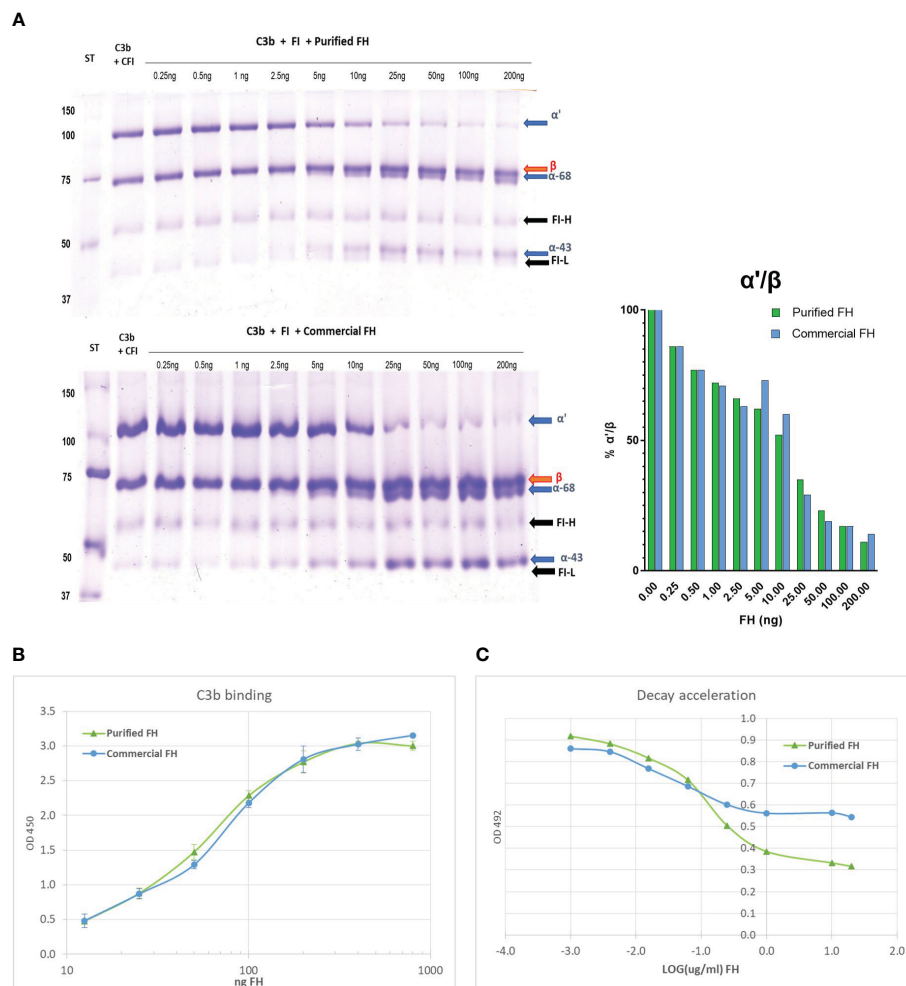 A
C3b + FI + Purified FH
ST
C3b
+ CFI
0.25ng 0.5ng 1 ng 2.5ng 5ng 10ng 25ng 50ng 100ng 200ng
150
100
75
50
37
α'
β
α-68
FI-H
α-43
FI-L
C3b + FI + Commercial FH
ST
C3b
+ CFI
0.25ng 0.5ng 1 ng 2.5ng 5ng 10ng 25ng 50ng 100ng 200ng
150
100
75
50
37
α'
β
α-68
FI-H
α-43
FI-L
α'/β
Purified FH
Commercial FH
% α'/β
100
50
0
0.00 0.25 0.50 1.00 2.50 5.00 10.00 25.00 50.00 100.00 200.00
FH (ng)
B
C3b binding
Purified FH
Commercial FH
OD 450
3.5
3.0
2.5
2.0
1.5
1.0
0.5
0.0
10 100 1000
ng FH
C
Decay acceleration
Purified FH
Commercial FH
OD 492
1.0
0.9
0.8
0.7
0.6
0.5
0.4
0.3
0.2
0.1
0.0
-4.0 -3.0 -2.0 -1.0 0.0 1.0 2.0
LOG(ug/ml) FH